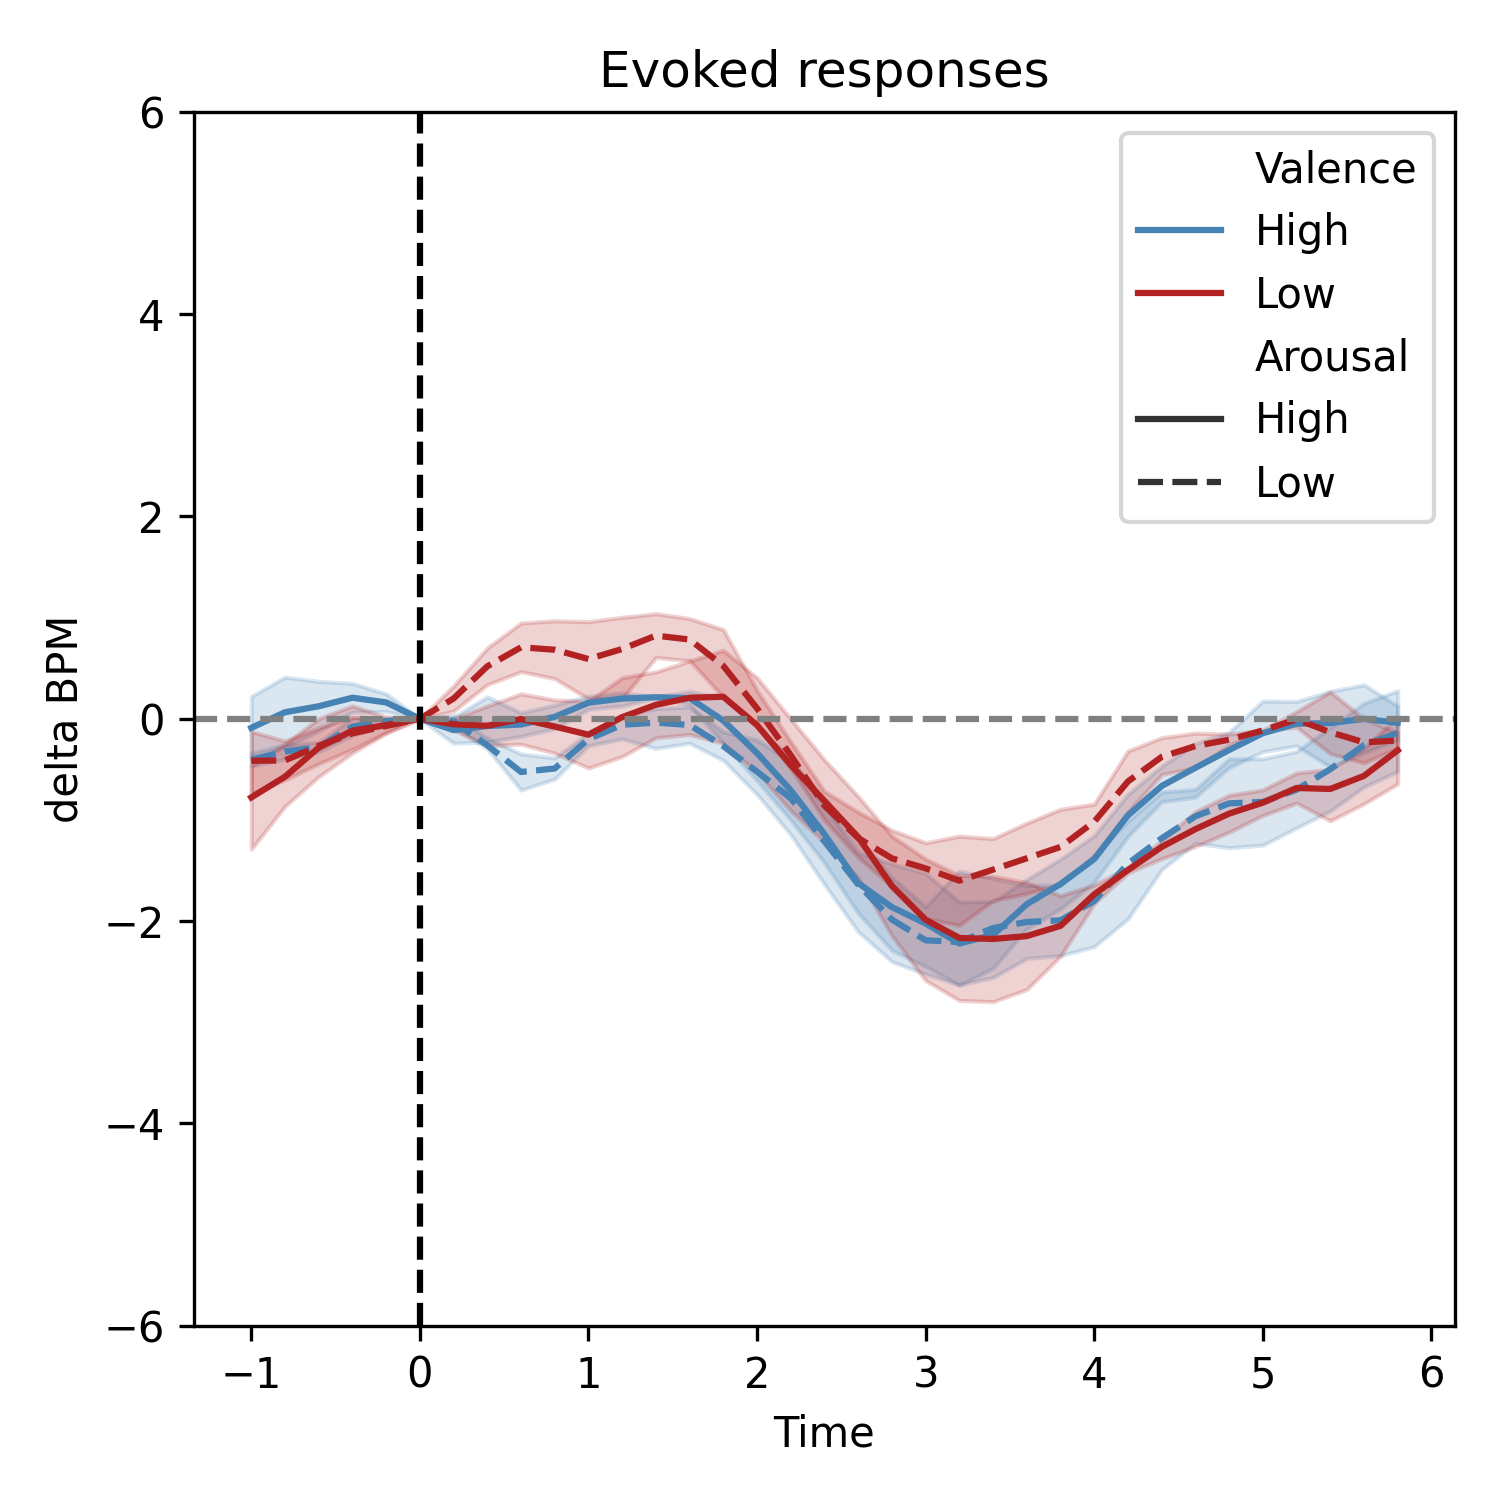 Evoked responses
6
4
2
0
−2
−4
−6
delta BPM
Valence
High
Low
Arousal
High
Low
−1 0 1 2 3 4 5 6
Time